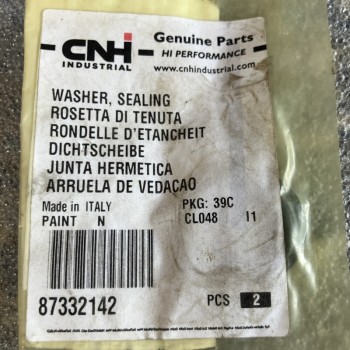 CNH
INDUSTRIAL
Genuine Parts
HI PERFORMANCE
www.cnhindustrial.com
WASHER, SEALING
ROSETTA DI TENUTA
RONDELLE D'ETANCHEIT
DICHTSCHEIBE
JUNTA HERMETICA
ARRUELA DE VEDAÇAO
Made in ITALY PKG: 39C
PAINT N CL048 I1
87332142 PCS 2